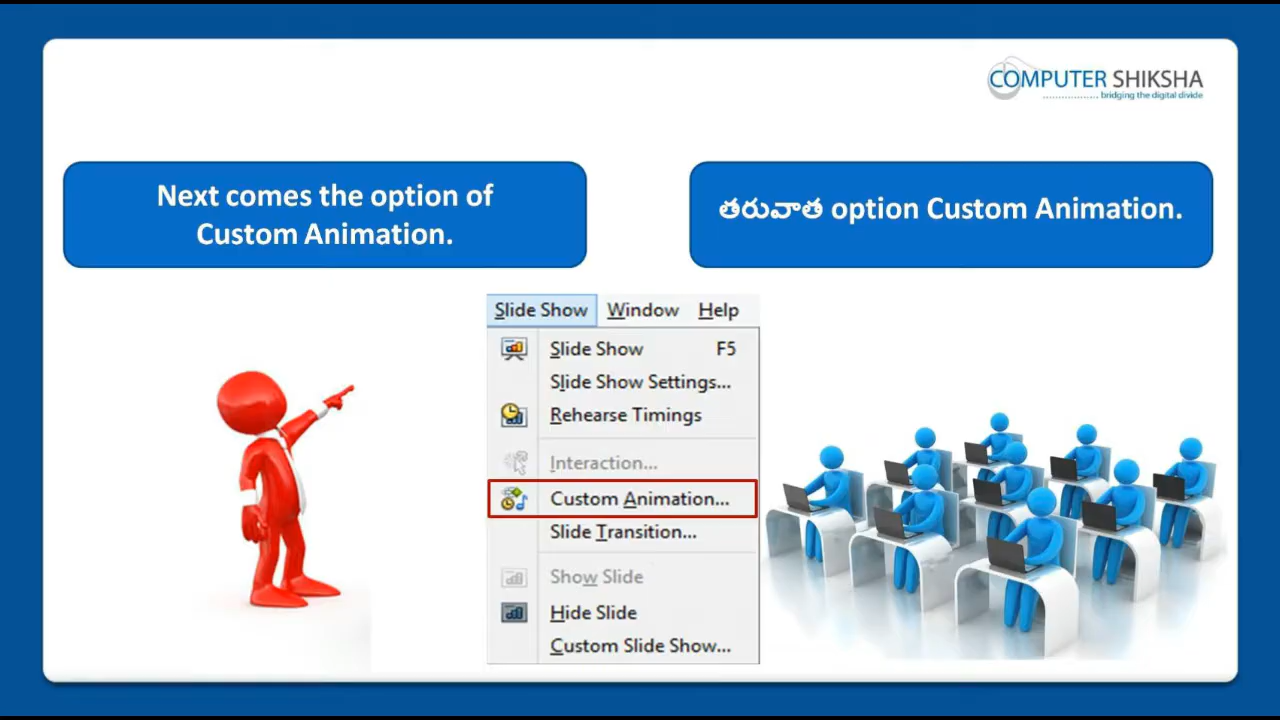 COMPUTER SHIKSHA
bridging the digital divide
Next comes the option of
Custom Animation.
తరువాత option Custom Animation.
Slide Show Window Help
Slide Show F5
Slide Show Settings...
Rehearse Timings
Interaction...
Custom Animation...
Slide Transition...
Show Slide
Hide Slide
Custom Slide Show...